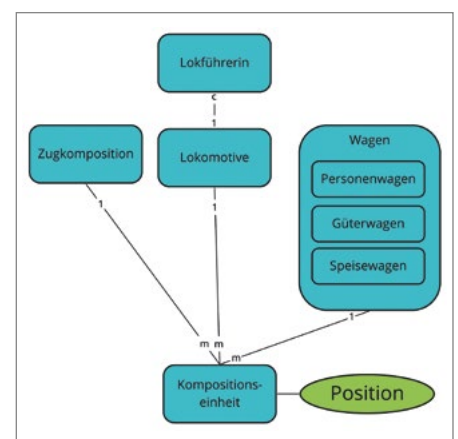 Lokführerin
c
1
Zugkomposition
Lokomotive
Wagen
Personenwagen
Güterwagen
Speisewagen
1
1
1
m
m
m
Kompositions-
einheit
Position